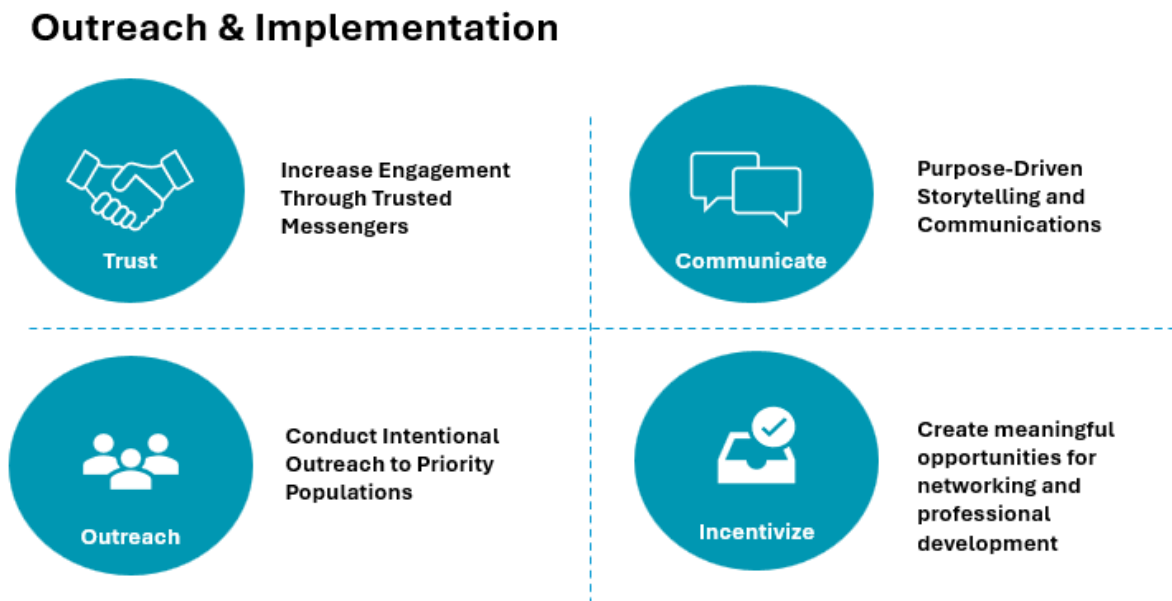 Outreach & Implementation
Trust
Increase Engagement
Through Trusted
Messengers
Communicate
Purpose-Driven
Storytelling and
Communications
Outreach
Conduct Intentional
Outreach to Priority
Populations
Incentivize
Create meaningful
opportunities for
networking and
professional
development